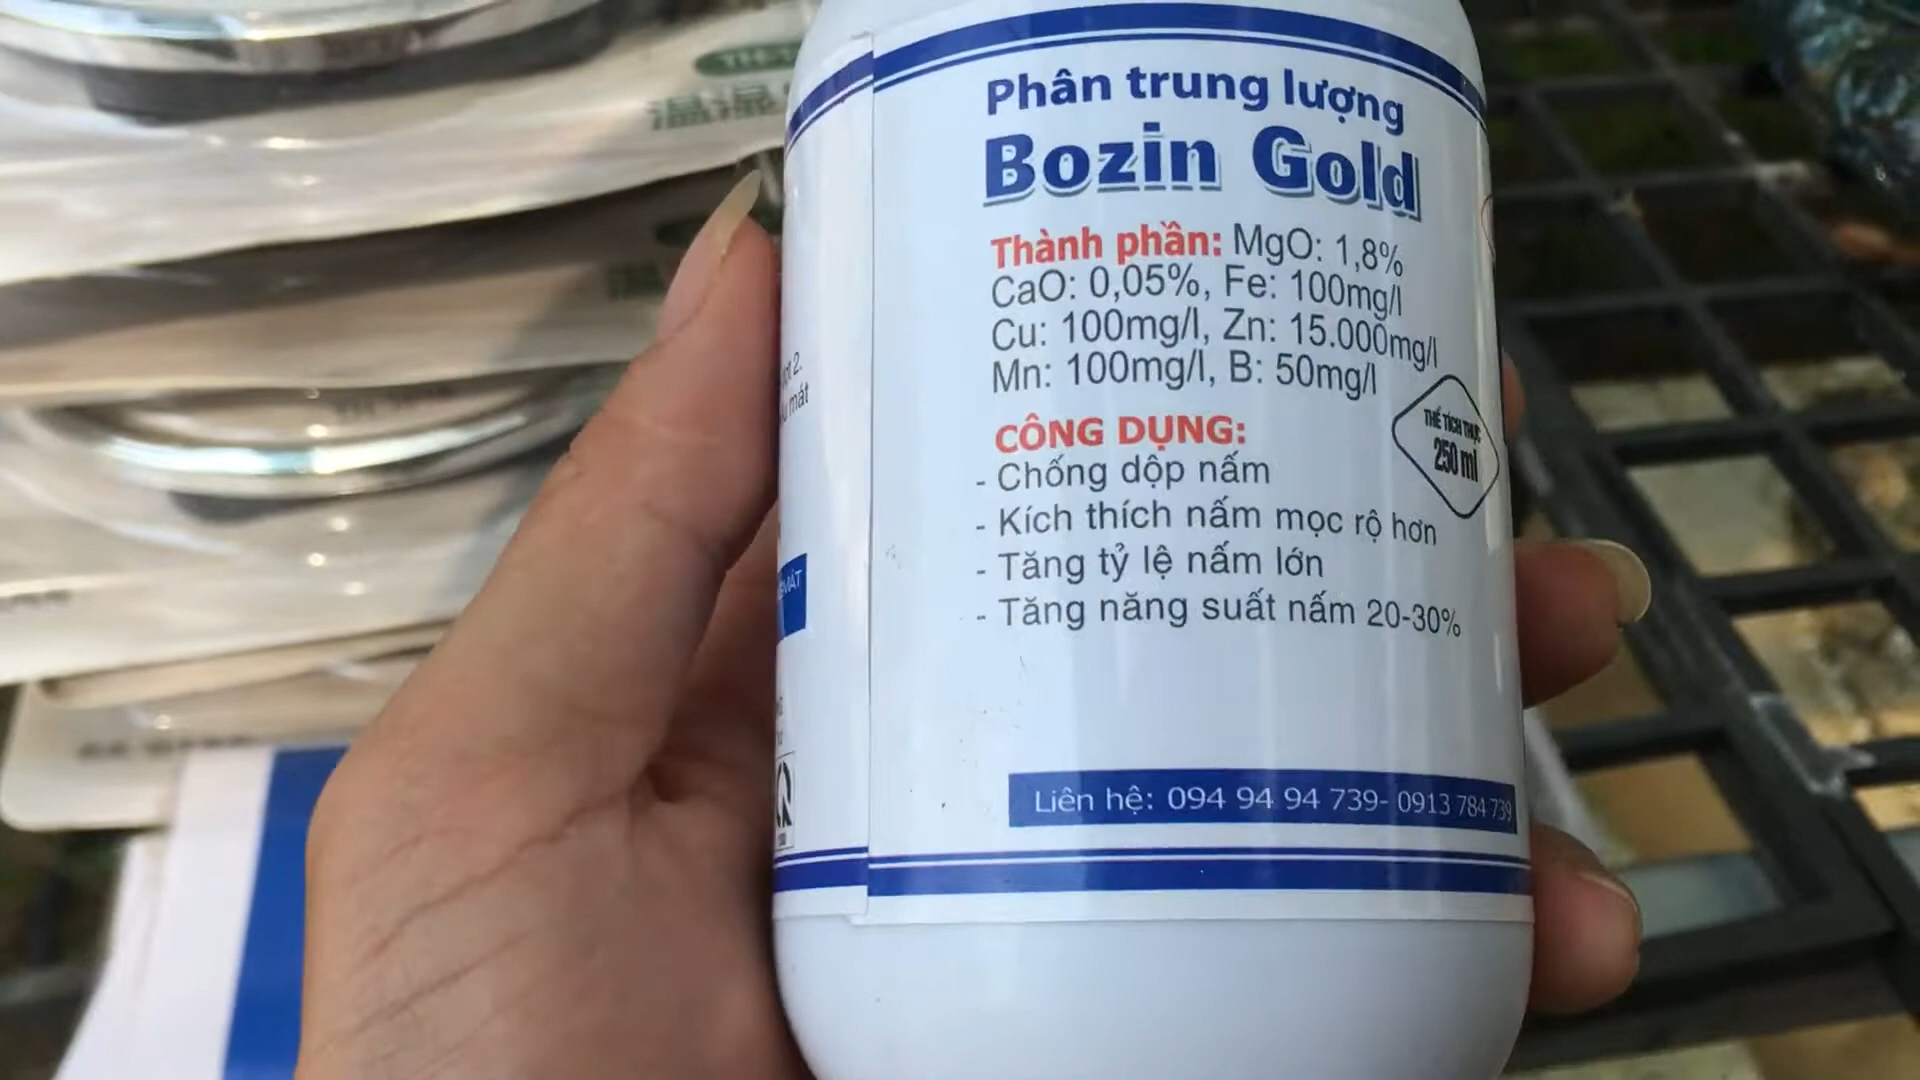 Phân trung lượng
Bozin Gold
Thành phần: MgO: 1,8%
CaO: 0,05%, Fe: 100mg/l
Cu: 100mg/l, Zn: 15.000mg/l
Mn: 100mg/l, B: 50mg/l
THỂ TÍCH THỰC
250 ml
CÔNG DỤNG:
- Chống dộp nấm
- Kích thích nấm mọc rộ hơn
- Tăng tỷ lệ nấm lớn
- Tăng năng suất nấm 20-30%
Liên hệ: 094 94 94 739- 0913 784 739
2.
mát
MÁT